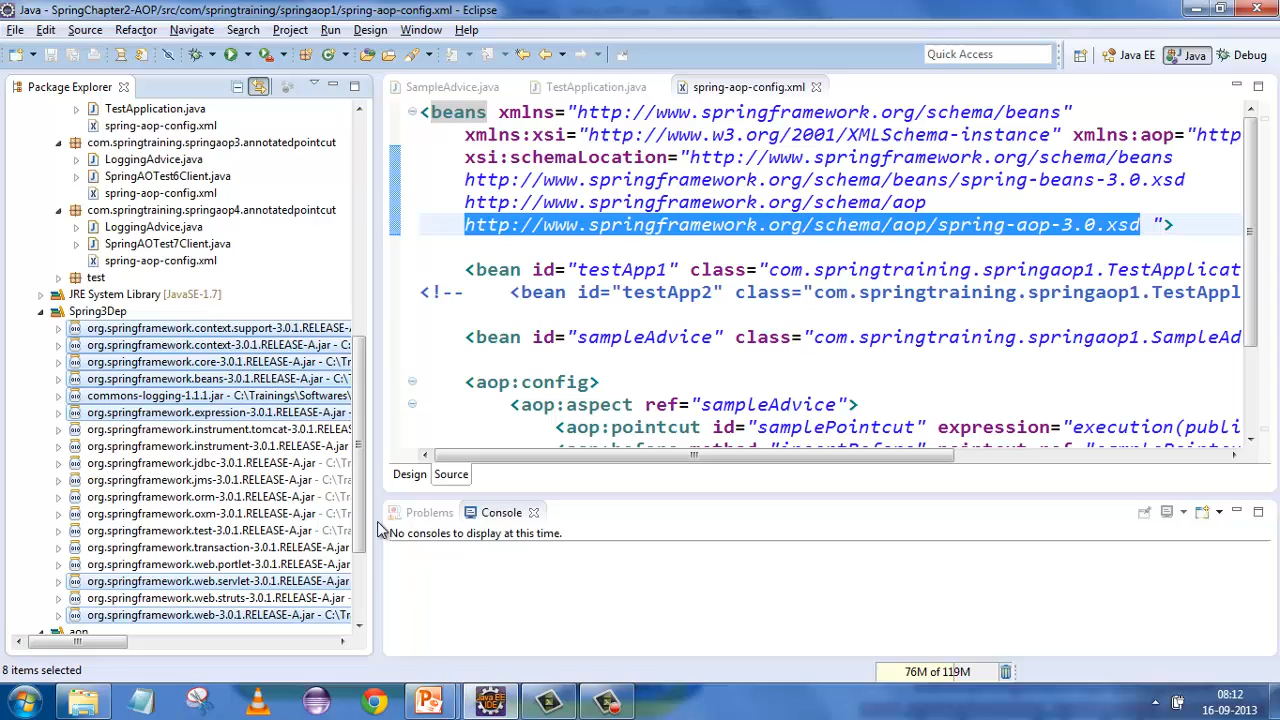 Java - SpringChapter2-AOP/src/com/springtraining/springaop1/spring-aop-config.xml - Eclipse
File Edit Source Refactor Navigate Search Project Run Design Window Help
Quick Access
Java EE
Java
Debug
Package Explorer
TestApplication.java
spring-aop-config.xml
com.springtraining.springaop3.annotatedpointcut
LoggingAdvice.java
SpringAOTest6Client.java
spring-aop-config.xml
com.springtraining.springaop4.annotatedpointcut
LoggingAdvice.java
SpringAOTest7Client.java
spring-aop-config.xml
test
JRE System Library [JavaSE-1.7]
Spring3Dep
org.springframework.context.support-3.0.1.RELEASE-A
org.springframework.context-3.0.1.RELEASE-A.jar - C:
org.springframework.core-3.0.1.RELEASE-A.jar - C:\T
org.springframework.beans-3.0.1.RELEASE-A.jar - C:\
commons-logging-1.1.1.jar - C:\Trainings\Softwares\
org.springframework.expression-3.0.1.RELEASE-A.jar
org.springframework.instrument.tomcat-3.0.1.RELEASE
org.springframework.instrument-3.0.1.RELEASE-A.jar
org.springframework.jdbc-3.0.1.RELEASE-A.jar - C:\Tr
org.springframework.jms-3.0.1.RELEASE-A.jar - C:\Tra
org.springframework.orm-3.0.1.RELEASE-A.jar - C:\Tra
org.springframework.oxm-3.0.1.RELEASE-A.jar - C:\Tra
org.springframework.test-3.0.1.RELEASE-A.jar - C:\Tra
org.springframework.transaction-3.0.1.RELEASE-A.jar
org.springframework.web.portlet-3.0.1.RELEASE-A.jar
org.springframework.web.servlet-3.0.1.RELEASE-A.jar
org.springframework.web.struts-3.0.1.RELEASE-A.jar
org.springframework.web-3.0.1.RELEASE-A.jar - C:\Tr
aop
SampleAdvice.java
TestApplication.java
spring-aop-config.xml
<beans xmlns="http://www.springframework.org/schema/beans"
xmlns:xsi="http://www.w3.org/2001/XMLSchema-instance" xmlns:aop="http
xsi:schemaLocation="http://www.springframework.org/schema/beans
http://www.springframework.org/schema/beans/spring-beans-3.0.xsd
http://www.springframework.org/schema/aop
http://www.springframework.org/schema/aop/spring-aop-3.0.xsd ">
<bean id="testApp1" class="com.springtraining.springaop1.TestApplicat
<!-- <bean id="testApp2" class="com.springtraining.springaop1.TestAppl
<bean id="sampleAdvice" class="com.springtraining.springaop1.SampleAd
<aop:config>
<aop:aspect ref="sampleAdvice">
<aop:pointcut id="samplePointcut" expression="execution(publi
Design Source
Problems
Console
No consoles to display at this time.
8 items selected
76M of 119M
08:12
16-09-2013